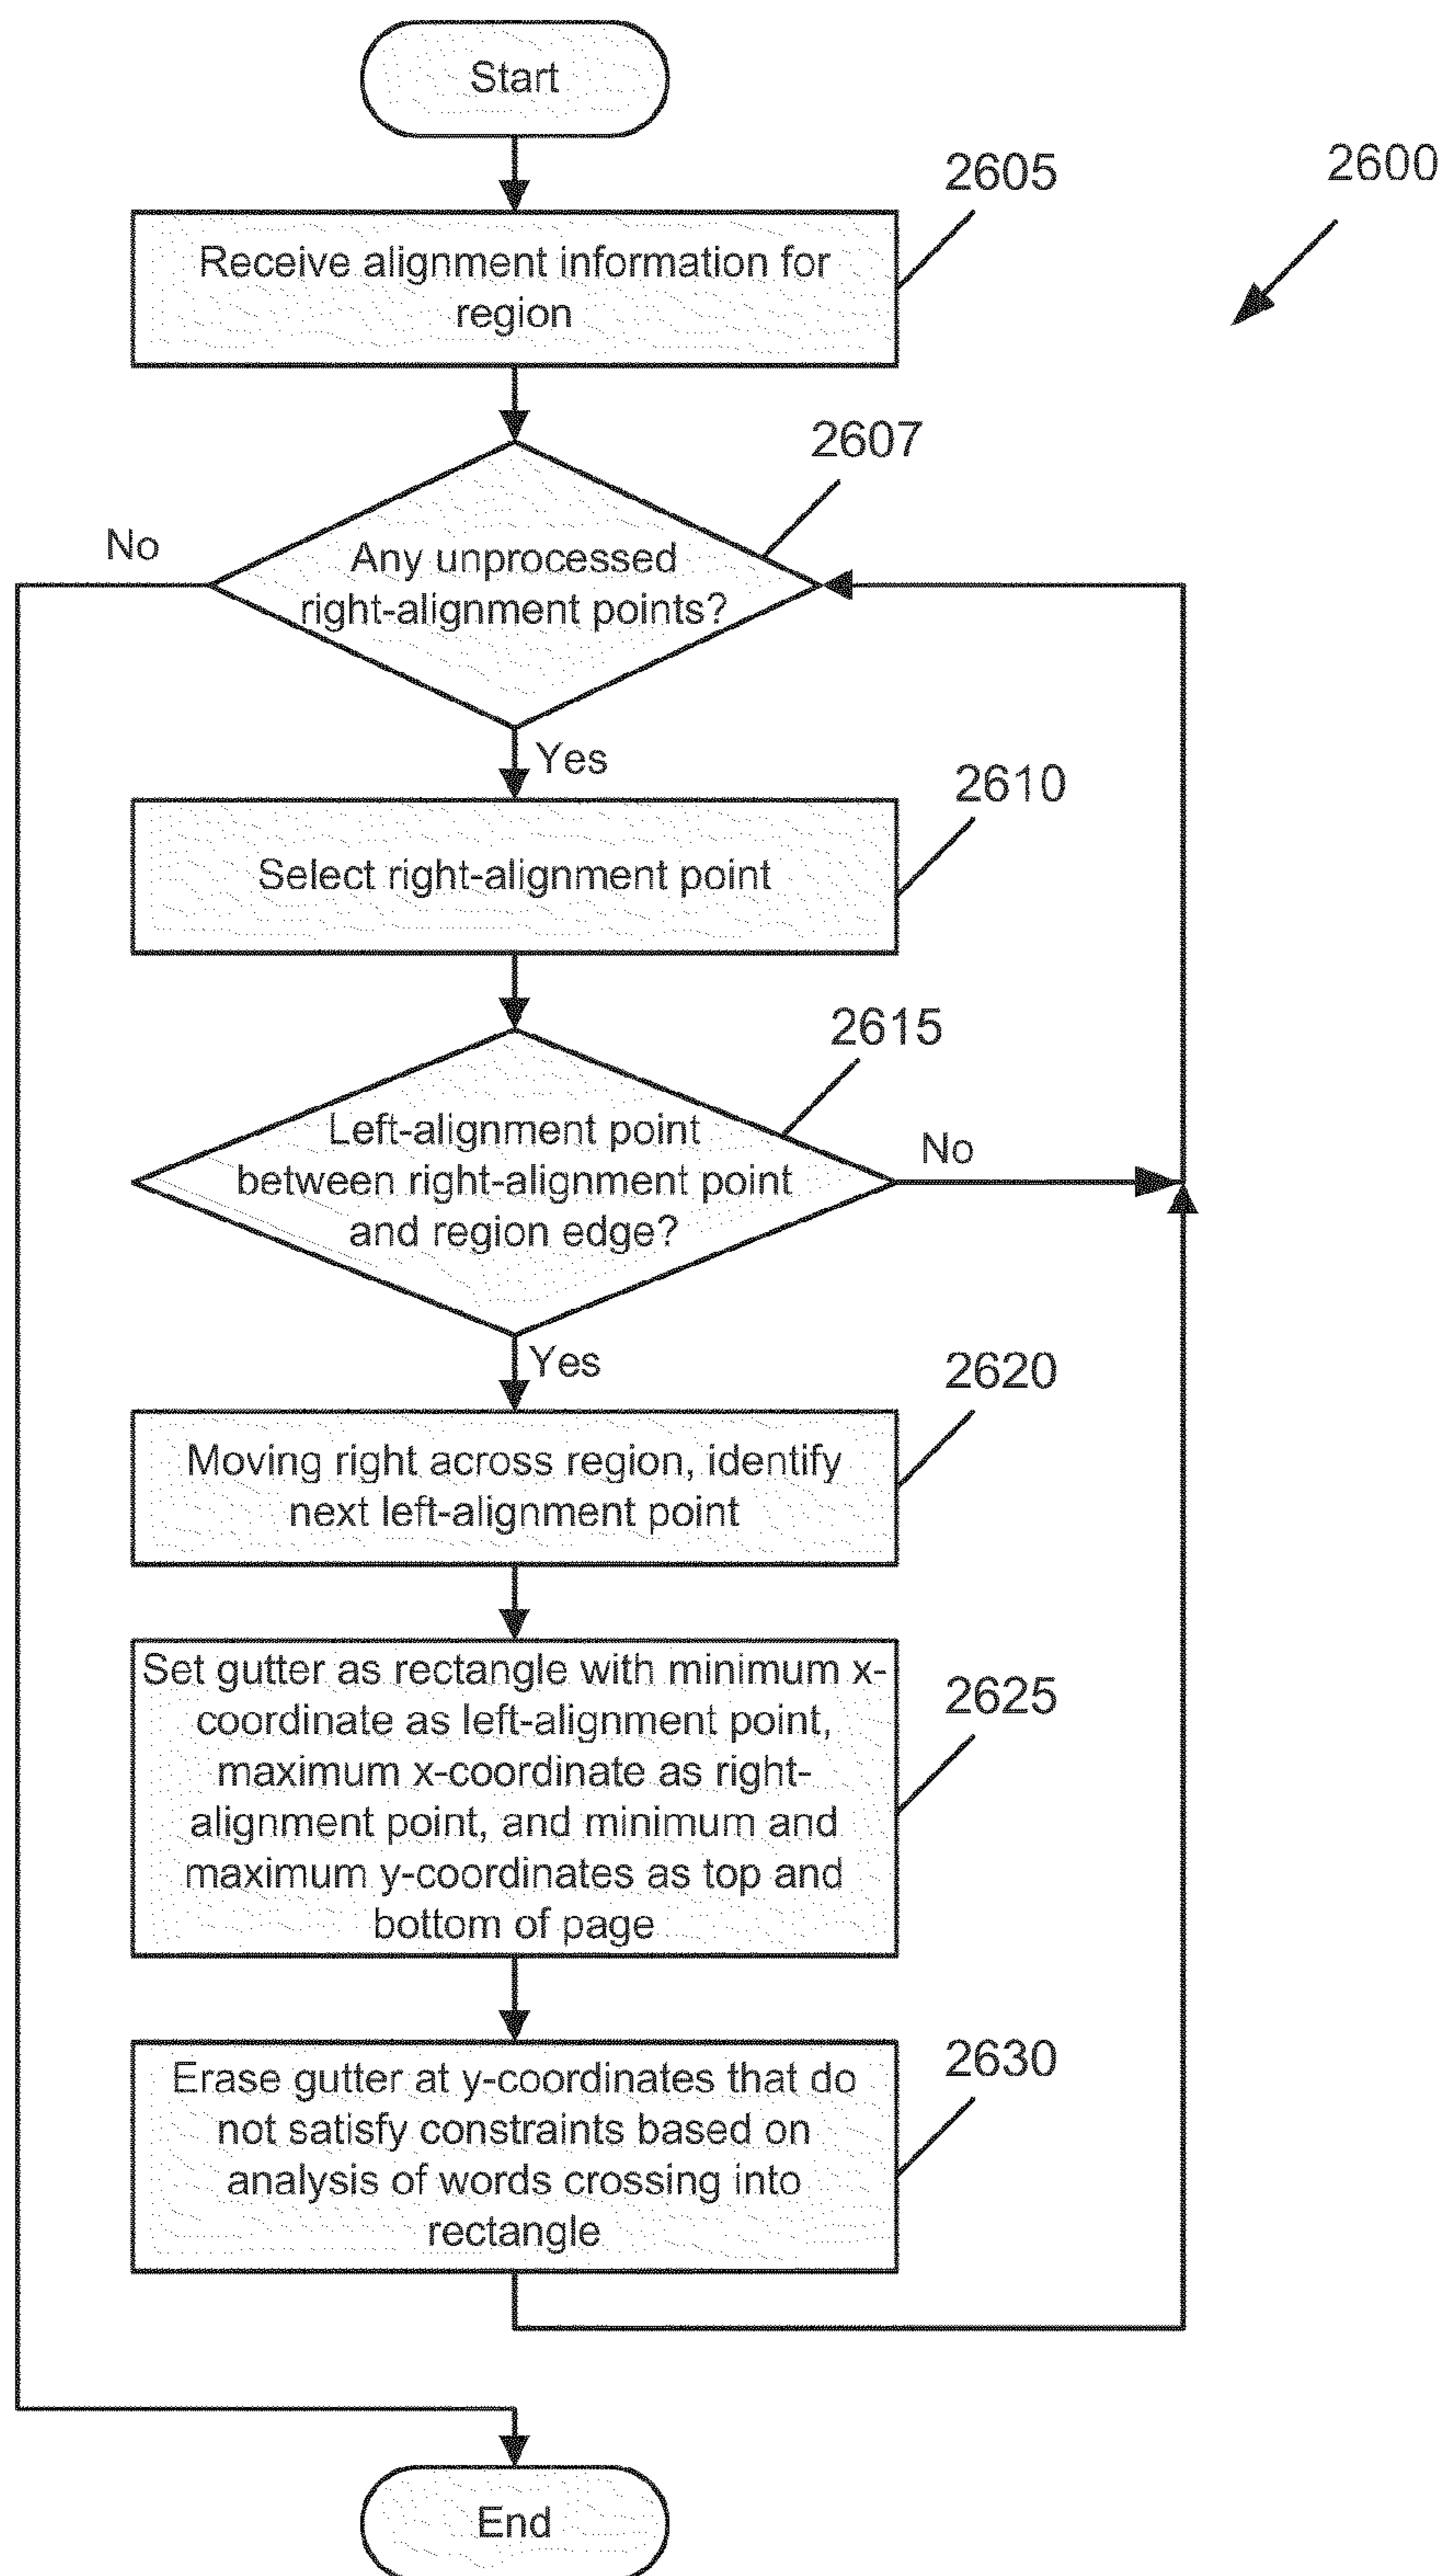 Start
2605
2600
Receive alignment information for
region
2607
No
Any unprocessed
right-alignment points?
Yes
2610
Select right-alignment point
2615
Left-alignment point
between right-alignment point
and region edge?
No
Yes
2620
Moving right across region, identify
next left-alignment point
Set gutter as rectangle with minimum x-
coordinate as left-alignment point,
maximum x-coordinate as right-
alignment point, and minimum and
maximum y-coordinates as top and
bottom of page
2625
Erase gutter at y-coordinates that do
not satisfy constraints based on
analysis of words crossing into
rectangle
2630
End